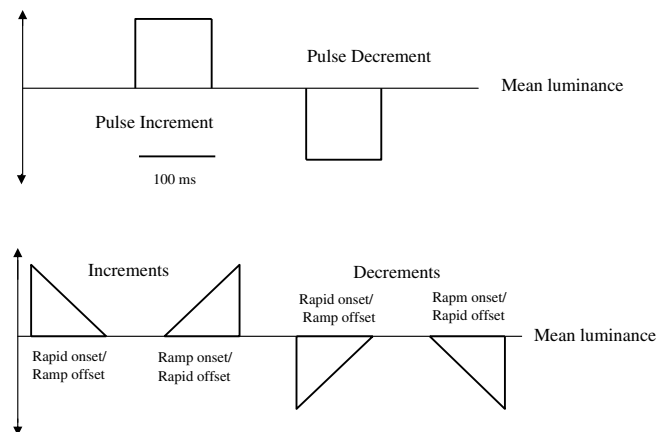 Pulse Decrement
Mean luminance
Pulse Increment
100 ms
Increments
Decrements
Rapid onset/
Ramp offset
Rapm onset/
Rapid offset
Mean luminance
Rapid onset/
Ramp offset
Ramp onset/
Rapid offset